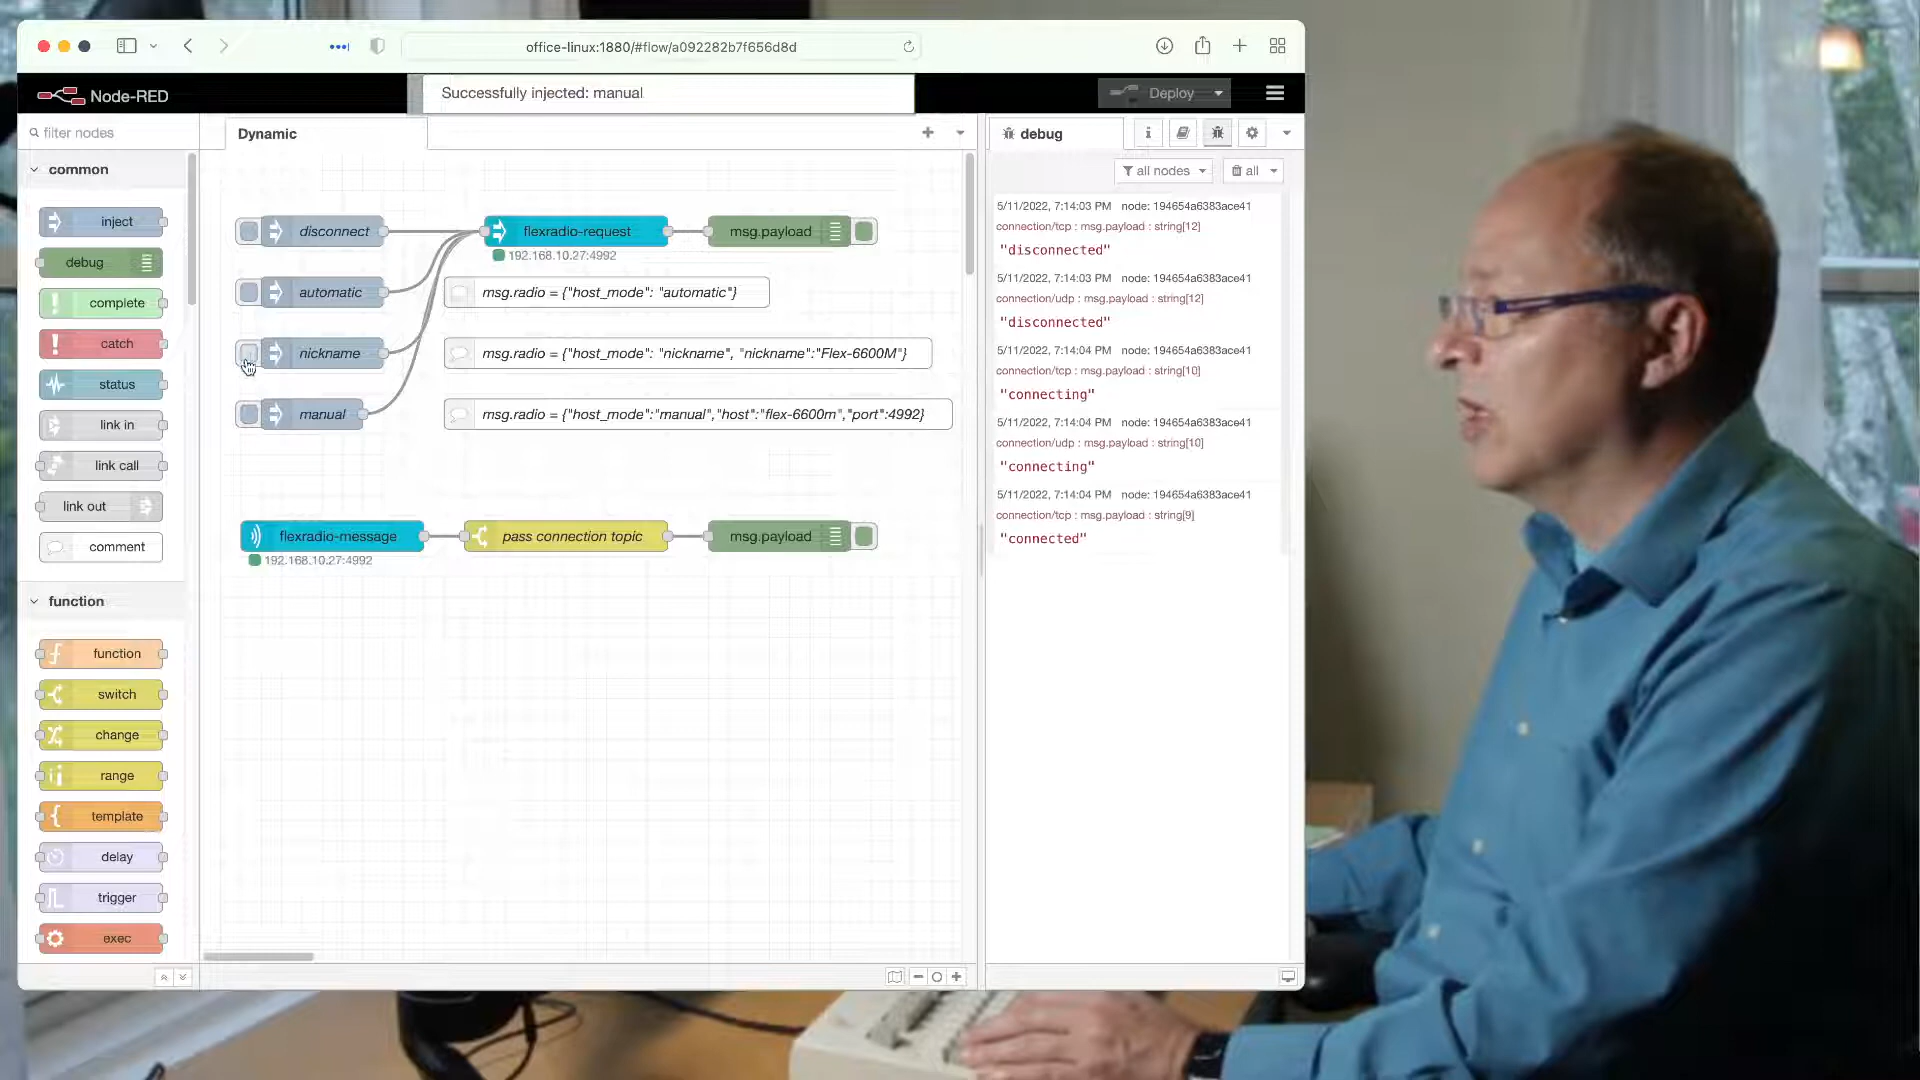 office-linux:1880/#flow/a092282b7f656d8d
Node-RED
Successfully injected: manual
Deploy
filter nodes
Dynamic
debug
i
all nodes
all
common
inject
debug
complete
catch
status
link in
link call
link out
comment
function
function
switch
change
range
template
delay
trigger
exec
disconnect
flexradio-request
msg.payload
192.168.10.27:4992
automatic
msg.radio = {"host_mode": "automatic"}
nickname
msg.radio = {"host_mode": "nickname", "nickname":"Flex-6600M"}
manual
msg.radio = {"host_mode":"manual","host":"flex-6600m","port":4992}
flexradio-message
pass connection topic
msg.payload
192.168.10.27:4992
5/11/2022, 7:14:03 PM node: 194654a6383ace41
connection/tcp : msg.payload : string[12]
"disconnected"
5/11/2022, 7:14:03 PM node: 194654a6383ace41
connection/udp : msg.payload : string[12]
"disconnected"
5/11/2022, 7:14:04 PM node: 194654a6383ace41
connection/tcp : msg.payload : string[10]
"connecting"
5/11/2022, 7:14:04 PM node: 194654a6383ace41
connection/udp : msg.payload : string[10]
"connecting"
5/11/2022, 7:14:04 PM node: 194654a6383ace41
connection/tcp : msg.payload : string[9]
"connected"